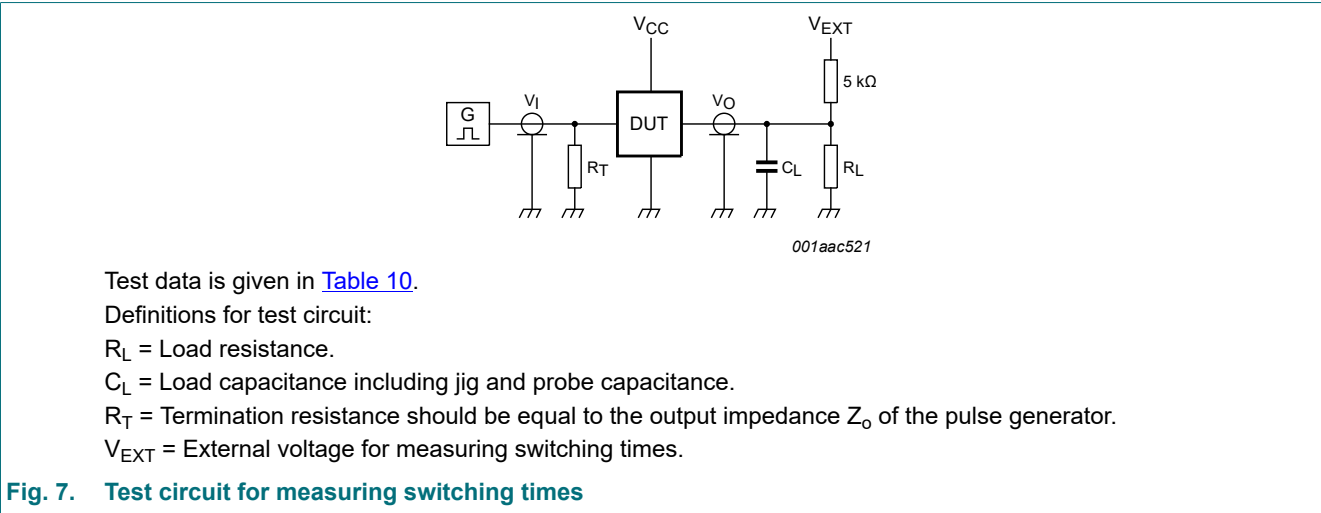 VCC
VEXT
5 kΩ
G
VI
DUT
VO
RT
CL
RL
001aac521
Test data is given in Table 10.
Definitions for test circuit:
RL = Load resistance.
CL = Load capacitance including jig and probe capacitance.
RT = Termination resistance should be equal to the output impedance Zo of the pulse generator.
VEXT = External voltage for measuring switching times.
Fig. 7. Test circuit for measuring switching times